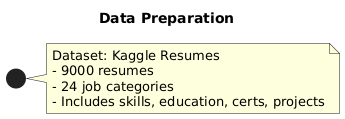 Data Preparation
Dataset: Kaggle Resumes
- 9000 resumes
- 24 job categories
- Includes skills, education, certs, projects